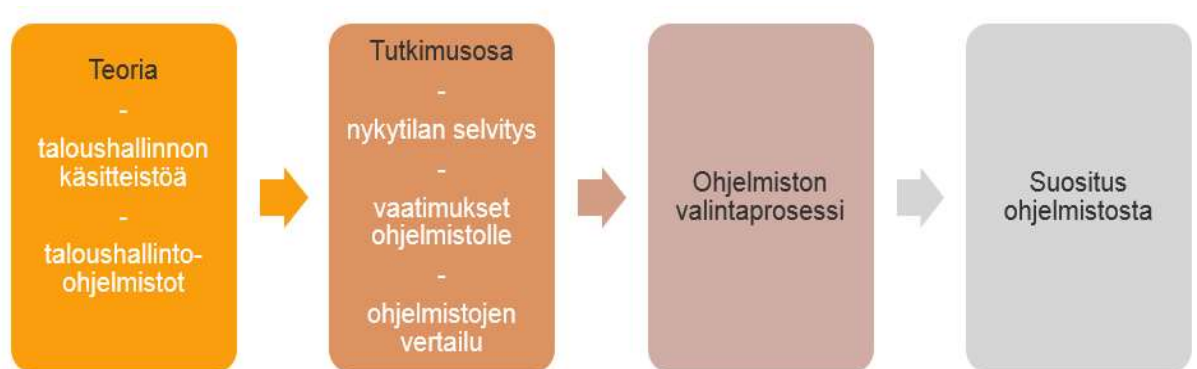 Teoria
-
taloushallinnon
käsitteistöä
-
taloushallinto-
ohjelmistot
Tutkimusosa
-
nykytilan selvitys
-
vaatimukset
ohjelmistolle
-
ohjelmistojen
vertailu
Ohjelmiston
valintaprosessi
Suositus
ohjelmistosta